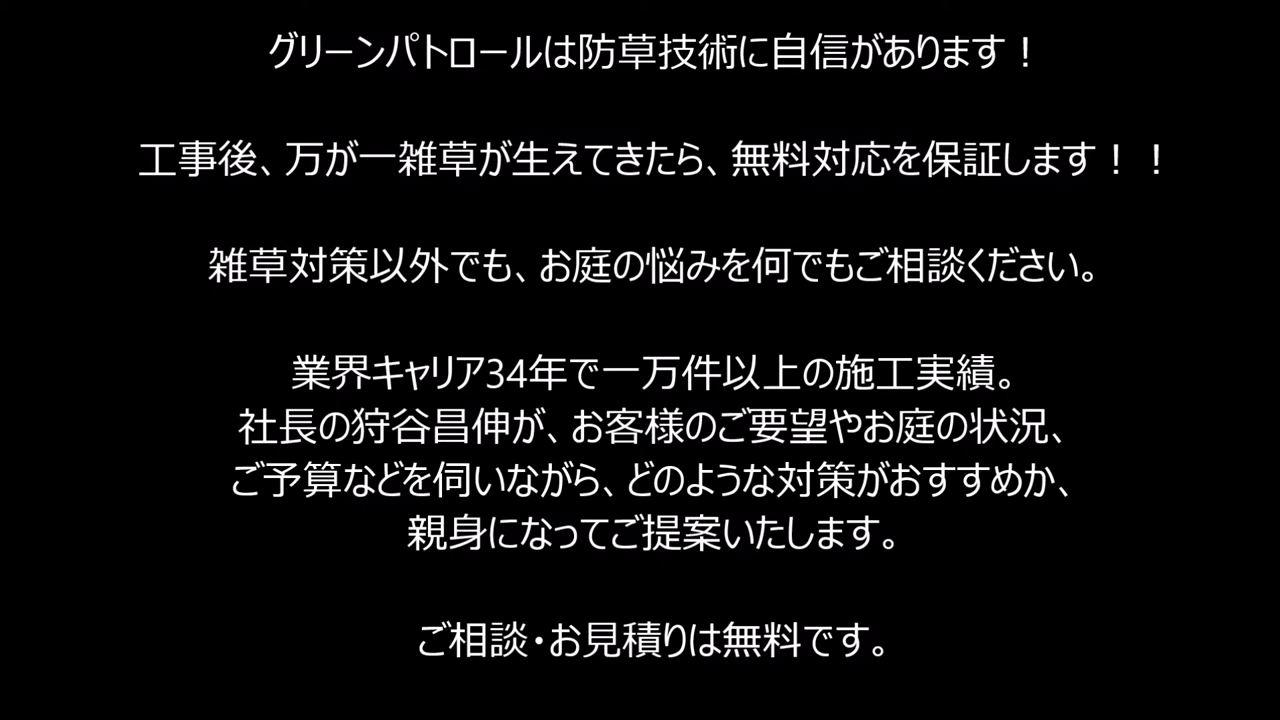 グリーンパトロールは防草技術に自信があります！
工事後、万が一雑草が生えてきたら、無料対応を保証します！！
雑草対策以外でも、お庭の悩みを何でもご相談ください。
業界キャリア34年で一万件以上の施工実績。
社長の狩谷昌伸が、お客様のご要望やお庭の状況、
ご予算などを伺いながら、どのような対策がおすすめか、
親身になってご提案いたします。
ご相談・お見積りは無料です。